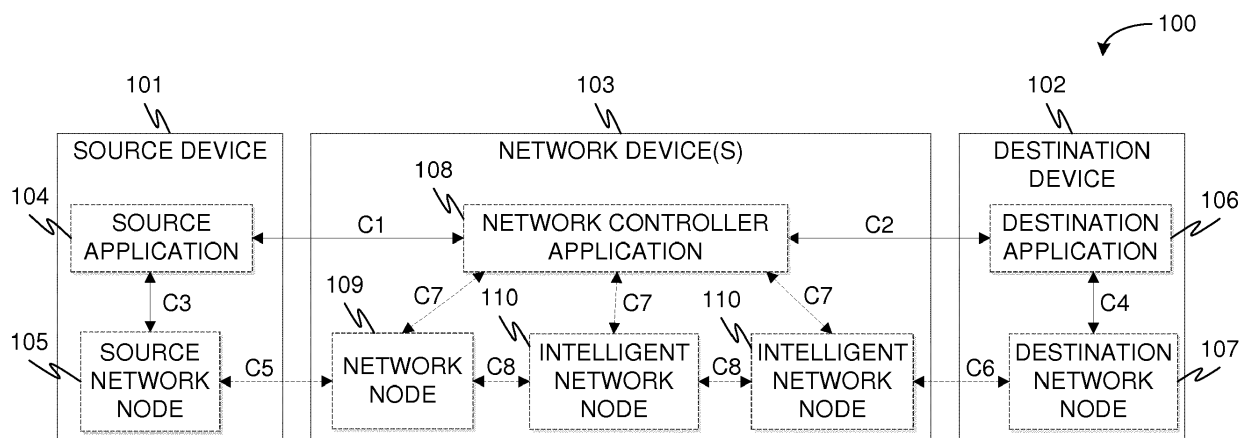 100
101
103
102
SOURCE DEVICE
NETWORK DEVICE(S)
DESTINATION
DEVICE
104
108
106
SOURCE
APPLICATION
C1
NETWORK CONTROLLER
APPLICATION
C2
DESTINATION
APPLICATION
C3
109
C7
110
C7
110
C7
C4
105
SOURCE
NETWORK
NODE
C5
NETWORK
NODE
C8
INTELLIGENT
NETWORK
NODE
C8
INTELLIGENT
NETWORK
NODE
C6
DESTINATION
NETWORK
NODE
107